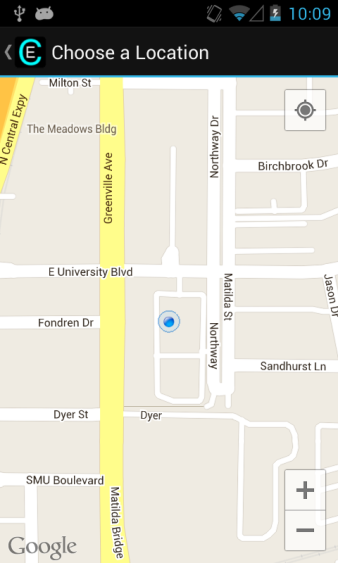 10:09
E
Choose a Location
Milton St
N Central Expy
The Meadows Bldg
Greenville Ave
Northway Dr
Birchbrook Dr
E University Blvd
Matilda St
Jason Dr
Fondren Dr
Northway
Sandhurst Ln
Dyer St
Dyer
SMU Boulevard
Matilda Bridge
+
−
Google